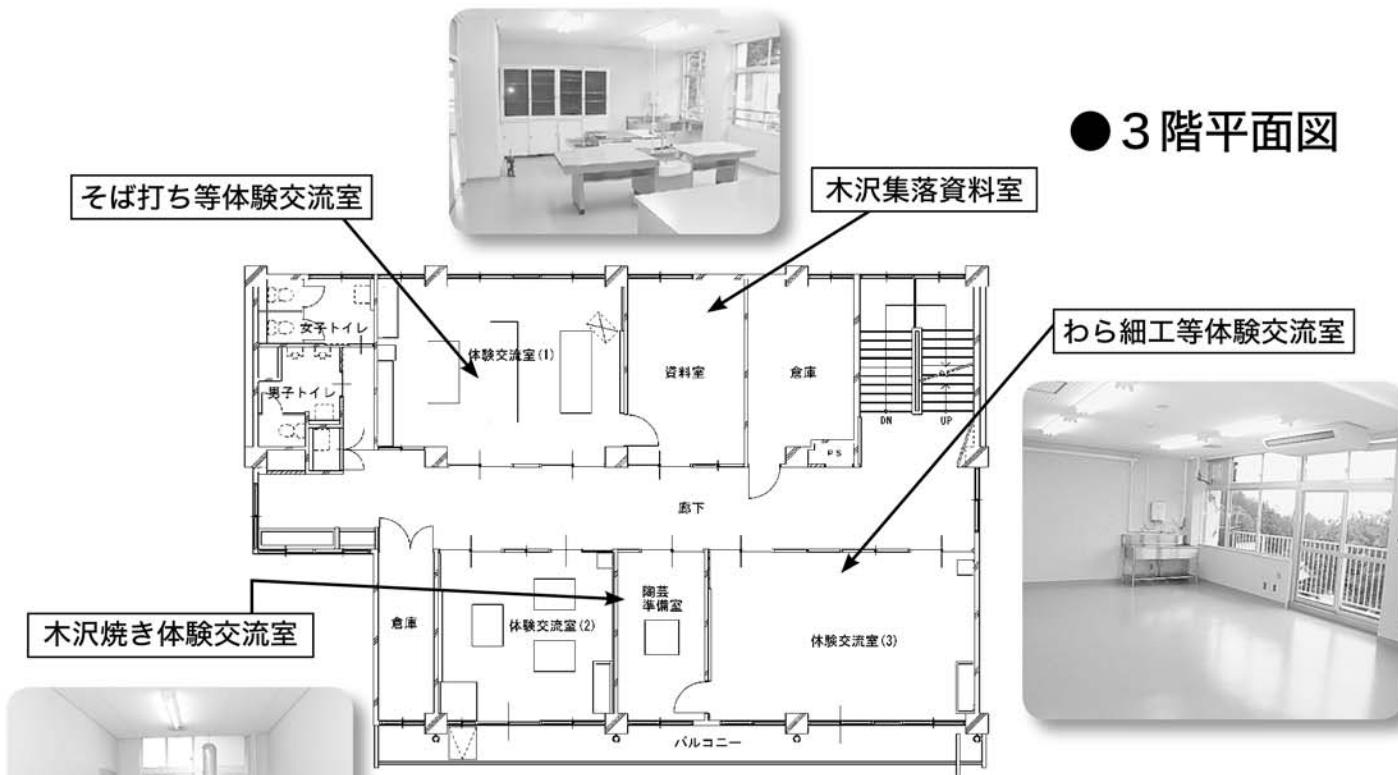 ●3階平面図
そば打ち等体験交流室
木沢集落資料室
わら細工等体験交流室
女子トイレ
体験交流室(1)
資料室
倉庫
男子トイレ
DN
UP
PS
廊下
木沢焼き体験交流室
倉庫
体験交流室(2)
陶芸
準備室
体験交流室(3)
バルコニー